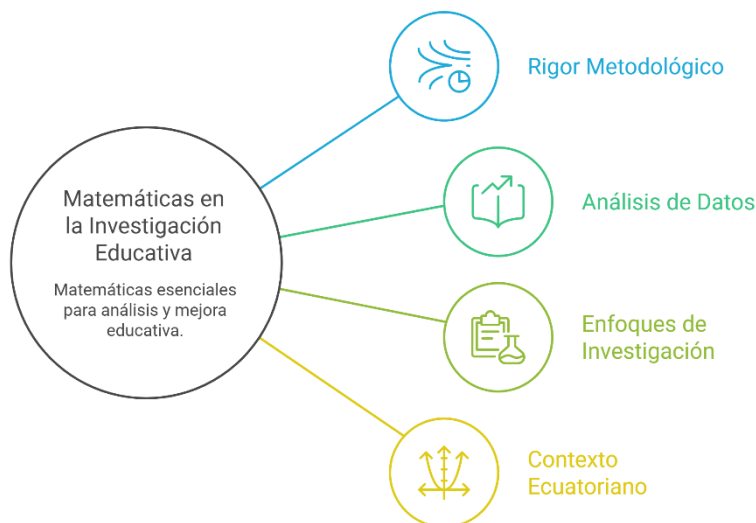 Matemáticas en
la Investigación
Educativa
Matemáticas esenciales
para análisis y mejora
educativa.
Rigor Metodológico
Análisis de Datos
Enfoques de
Investigación
Contexto
Ecuatoriano